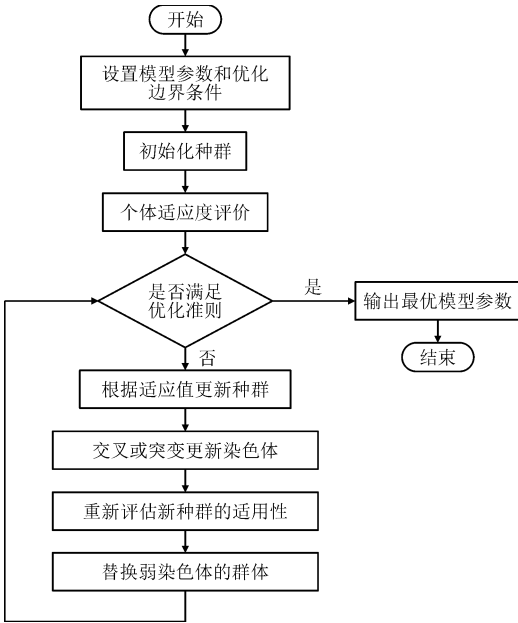 开始
设置模型参数和优化
边界条件
初始化种群
个体适应度评价
是否满足
优化准则
是
输出最优模型参数
结束
否
根据适应值更新种群
交叉或突变更新染色体
重新评估新种群的适用性
替换弱染色体的群体